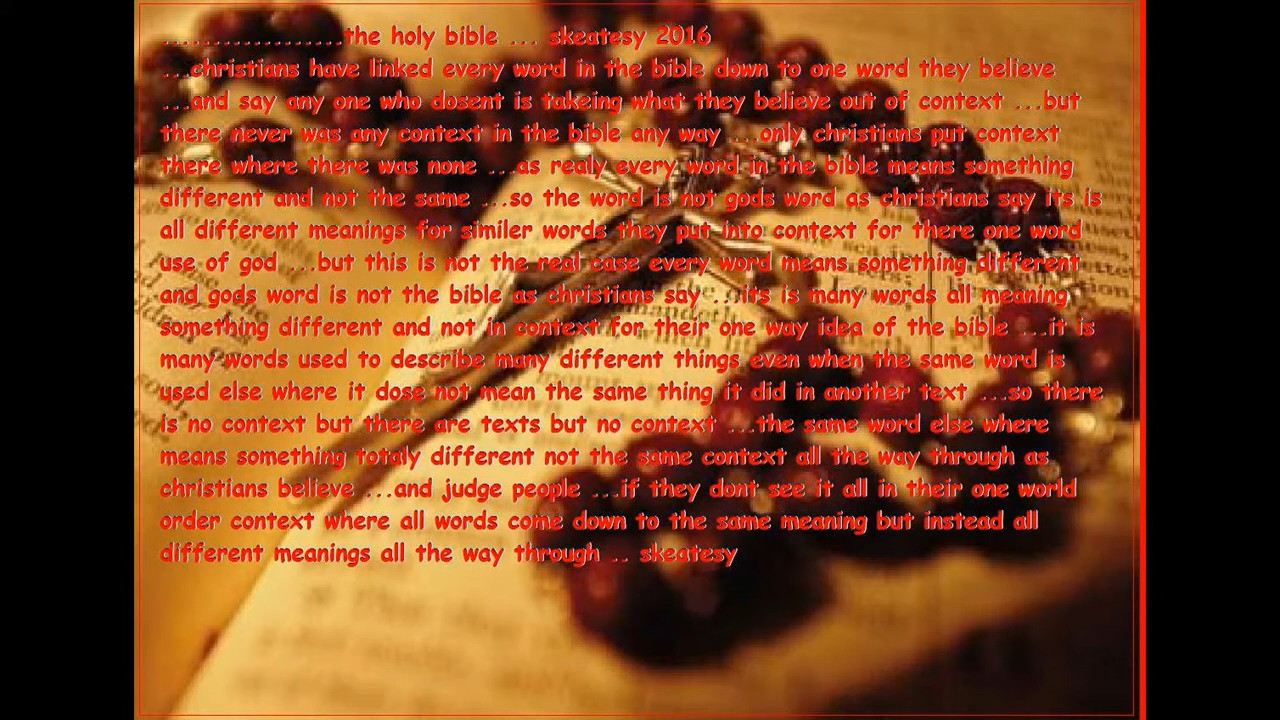 ..................the holy bible ... skeatesy 2016
...christians have linked every word in the bible down to one word they believe
...and say any one who dosent is takeing what they believe out of context ...but
there never was any context in the bible any way ...only christians put context
there where there was none ...as realy every word in the bible means something
different and not the same ...so the word is not gods word as christians say its is
all different meanings for similer words they put into context for there one word
use of god ...but this is not the real case every word means something different
and gods word is not the bible as christians say ...its is many words all meaning
something different and not in context for their one way idea of the bible ...it is
many words used to describe many different things even when the same word is
used else where it dose not mean the same thing it did in another text ...so there
is no context but there are texts but no context ...the same word else where
means something totaly different not the same context all the way through as
christians believe ...and judge people ...if they dont see it all in their one world
order context where all words come down to the same meaning but instead all
different meanings all the way through .. skeatesy